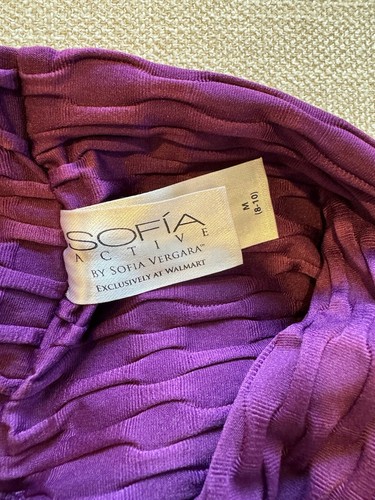 SOFÍA
ACTIVE
BY SOFIA VERGARA™
EXCLUSIVELY AT WALMART
M
(8-10)